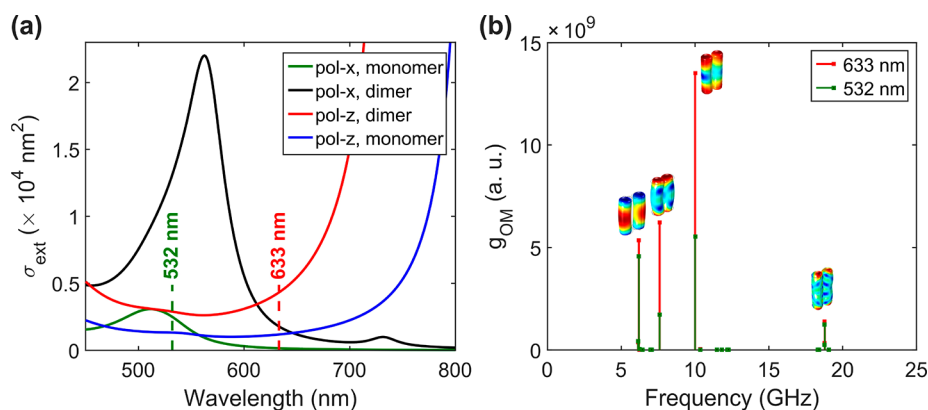 (a)
σext (× 10⁴ nm²)
2
1.5
1
0.5
0
pol-x, monomer
pol-x, dimer
pol-z, dimer
pol-z, monomer
532 nm
633 nm
500
600
700
800
Wavelength (nm)
(b)
× 10⁹
gOM (a. u.)
15
10
5
0
633 nm
532 nm
0
5
10
15
20
25
Frequency (GHz)